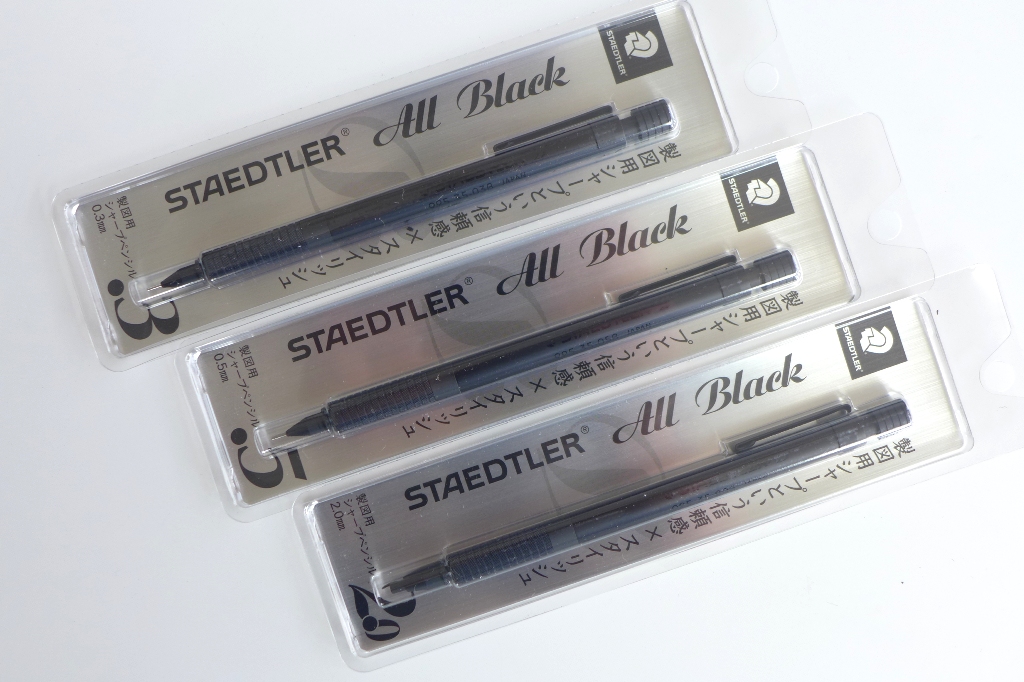 STAEDTLER
STAEDTLER® All Black
製図用シャープという信頼感 × スタイリッシュ
製図用
シャープペンシル
0.3mm
.3
STAEDTLER
STAEDTLER® All Black
製図用シャープという信頼感 × スタイリッシュ
製図用
シャープペンシル
0.5mm
.5
STAEDTLER
STAEDTLER® All Black
製図用シャープという信頼感 × スタイリッシュ
製図用
シャープペンシル
2.0mm